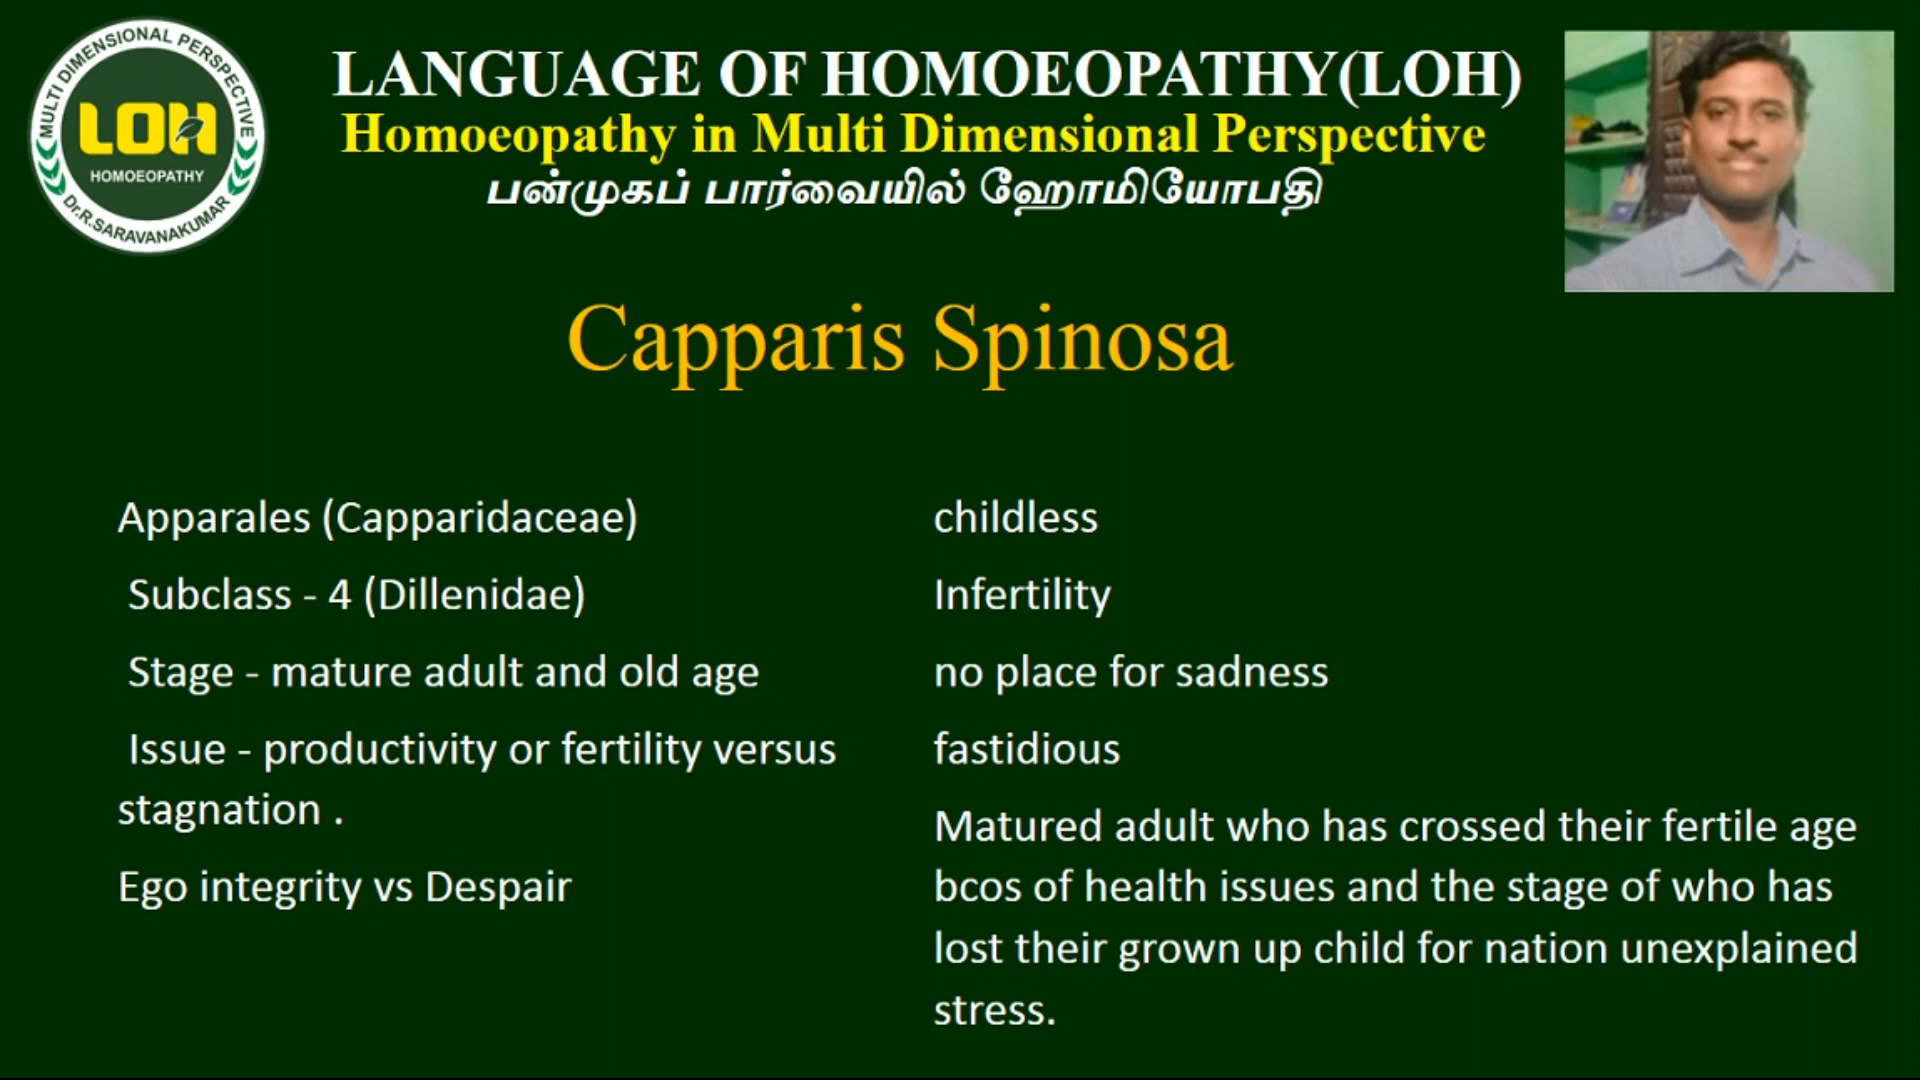 MULTI DIMENSIONAL PERSPECTIVE
LOH
HOMOEOPATHY
Dr.R.SARAVANAKUMAR
LANGUAGE OF HOMOEOPATHY(LOH)
Homoeopathy in Multi Dimensional Perspective
பன்முகப் பார்வையில் ஹோமியோபதி
Capparis Spinosa
Apparales (Capparidaceae)
Subclass - 4 (Dillenidae)
Stage - mature adult and old age
Issue - productivity or fertility versus
stagnation .
Ego integrity vs Despair
childless
Infertility
no place for sadness
fastidious
Matured adult who has crossed their fertile age
bcos of health issues and the stage of who has
lost their grown up child for nation unexplained
stress.